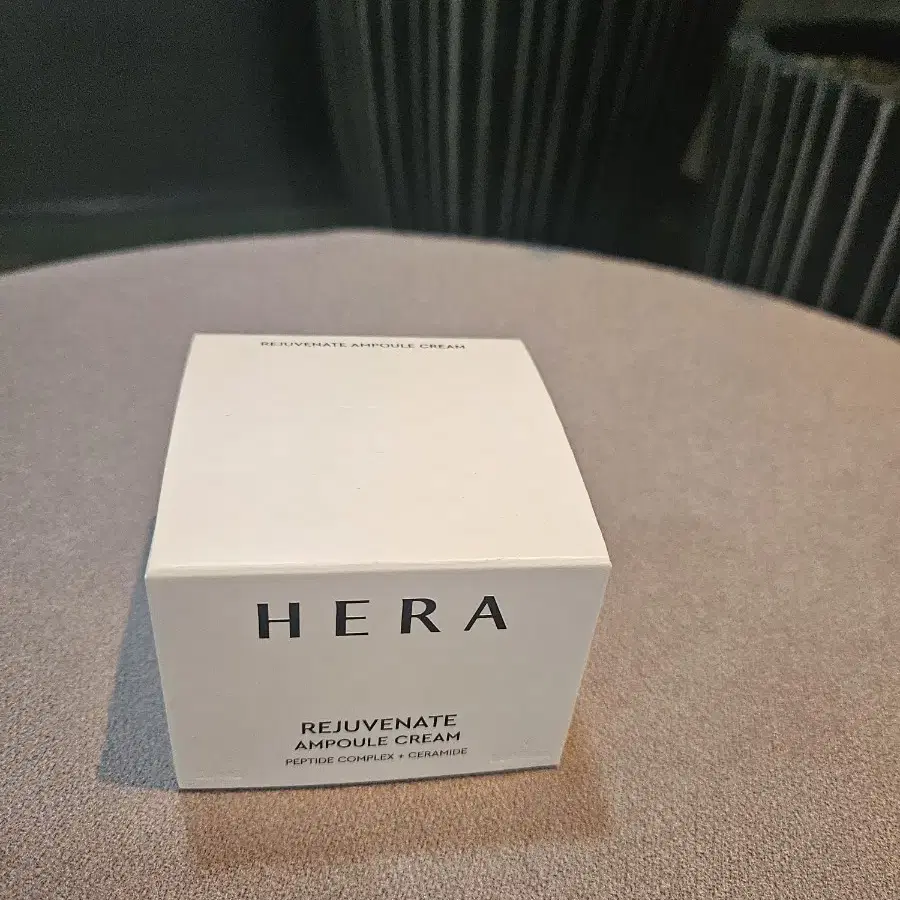 REJUVENATE AMPOULE CREAM
HERA
REJUVENATE
AMPOULE CREAM
PEPTIDE COMPLEX + CERAMIDE